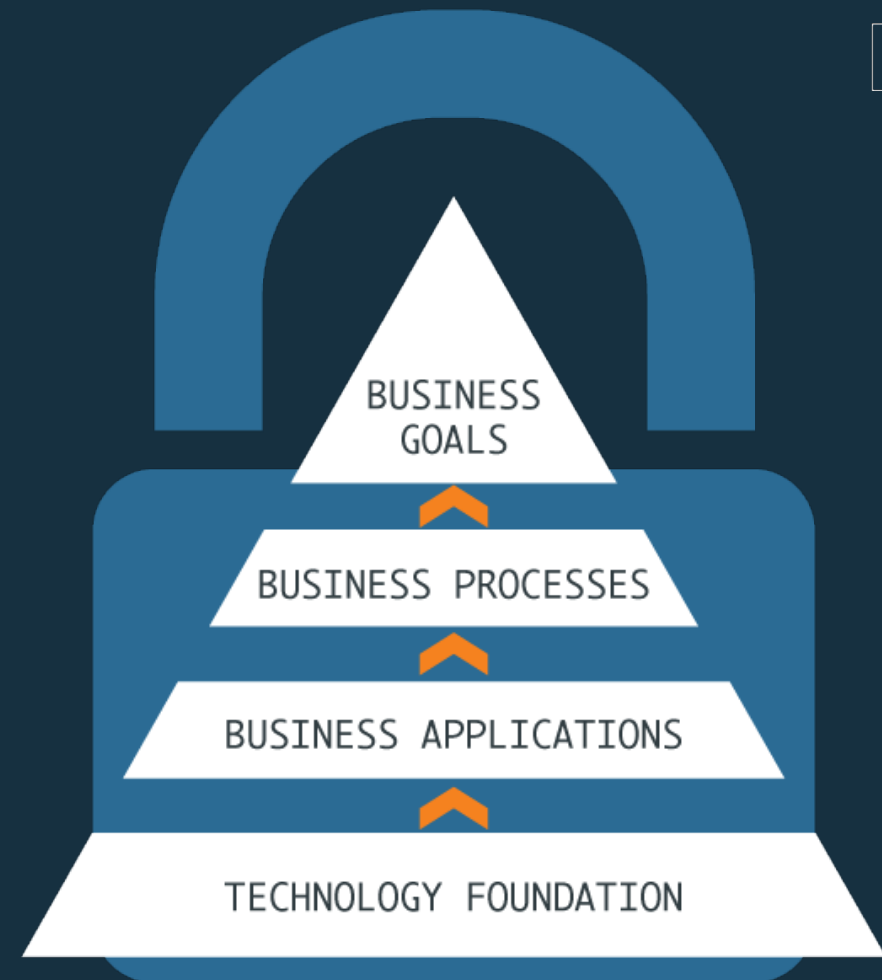 BUSINESS
GOALS
BUSINESS PROCESSES
BUSINESS APPLICATIONS
TECHNOLOGY FOUNDATION